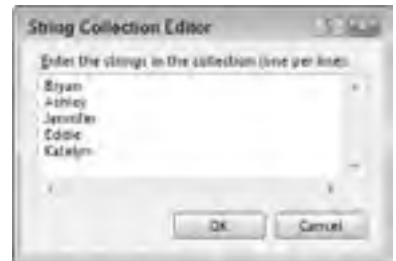 String Collection Editor
Enter the strings in the collection (one per line):
Bryan
Ashley
Jennifer
Eddie
Katelyn
OK
Cancel